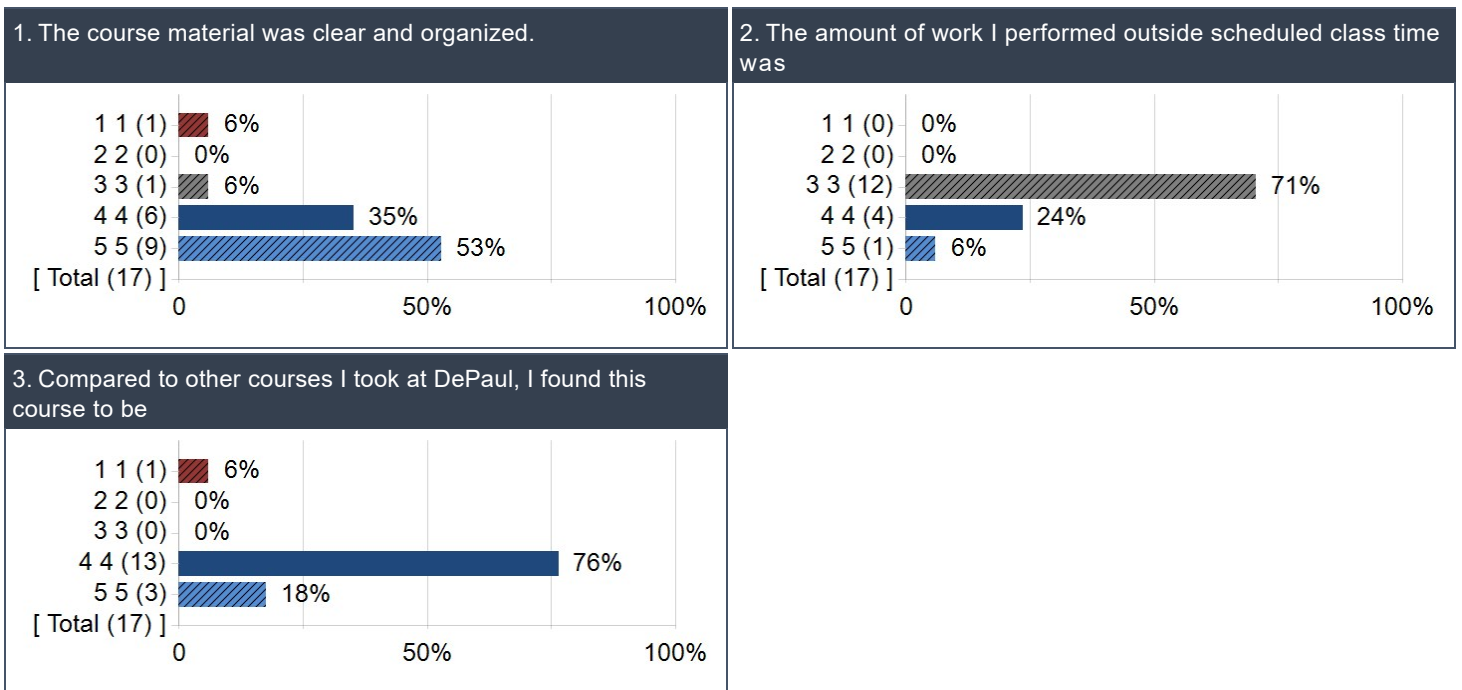 1. The course material was clear and organized.
1 1 (1) 6%
2 2 (0) 0%
3 3 (1) 6%
4 4 (6) 35%
5 5 (9) 53%
[ Total (17) ]
0 50% 100%
2. The amount of work I performed outside scheduled class time
was
1 1 (0) 0%
2 2 (0) 0%
3 3 (12) 71%
4 4 (4) 24%
5 5 (1) 6%
[ Total (17) ]
0 50% 100%
3. Compared to other courses I took at DePaul, I found this
course to be
1 1 (1) 6%
2 2 (0) 0%
3 3 (0) 0%
4 4 (13) 76%
5 5 (3) 18%
[ Total (17) ]
0 50% 100%